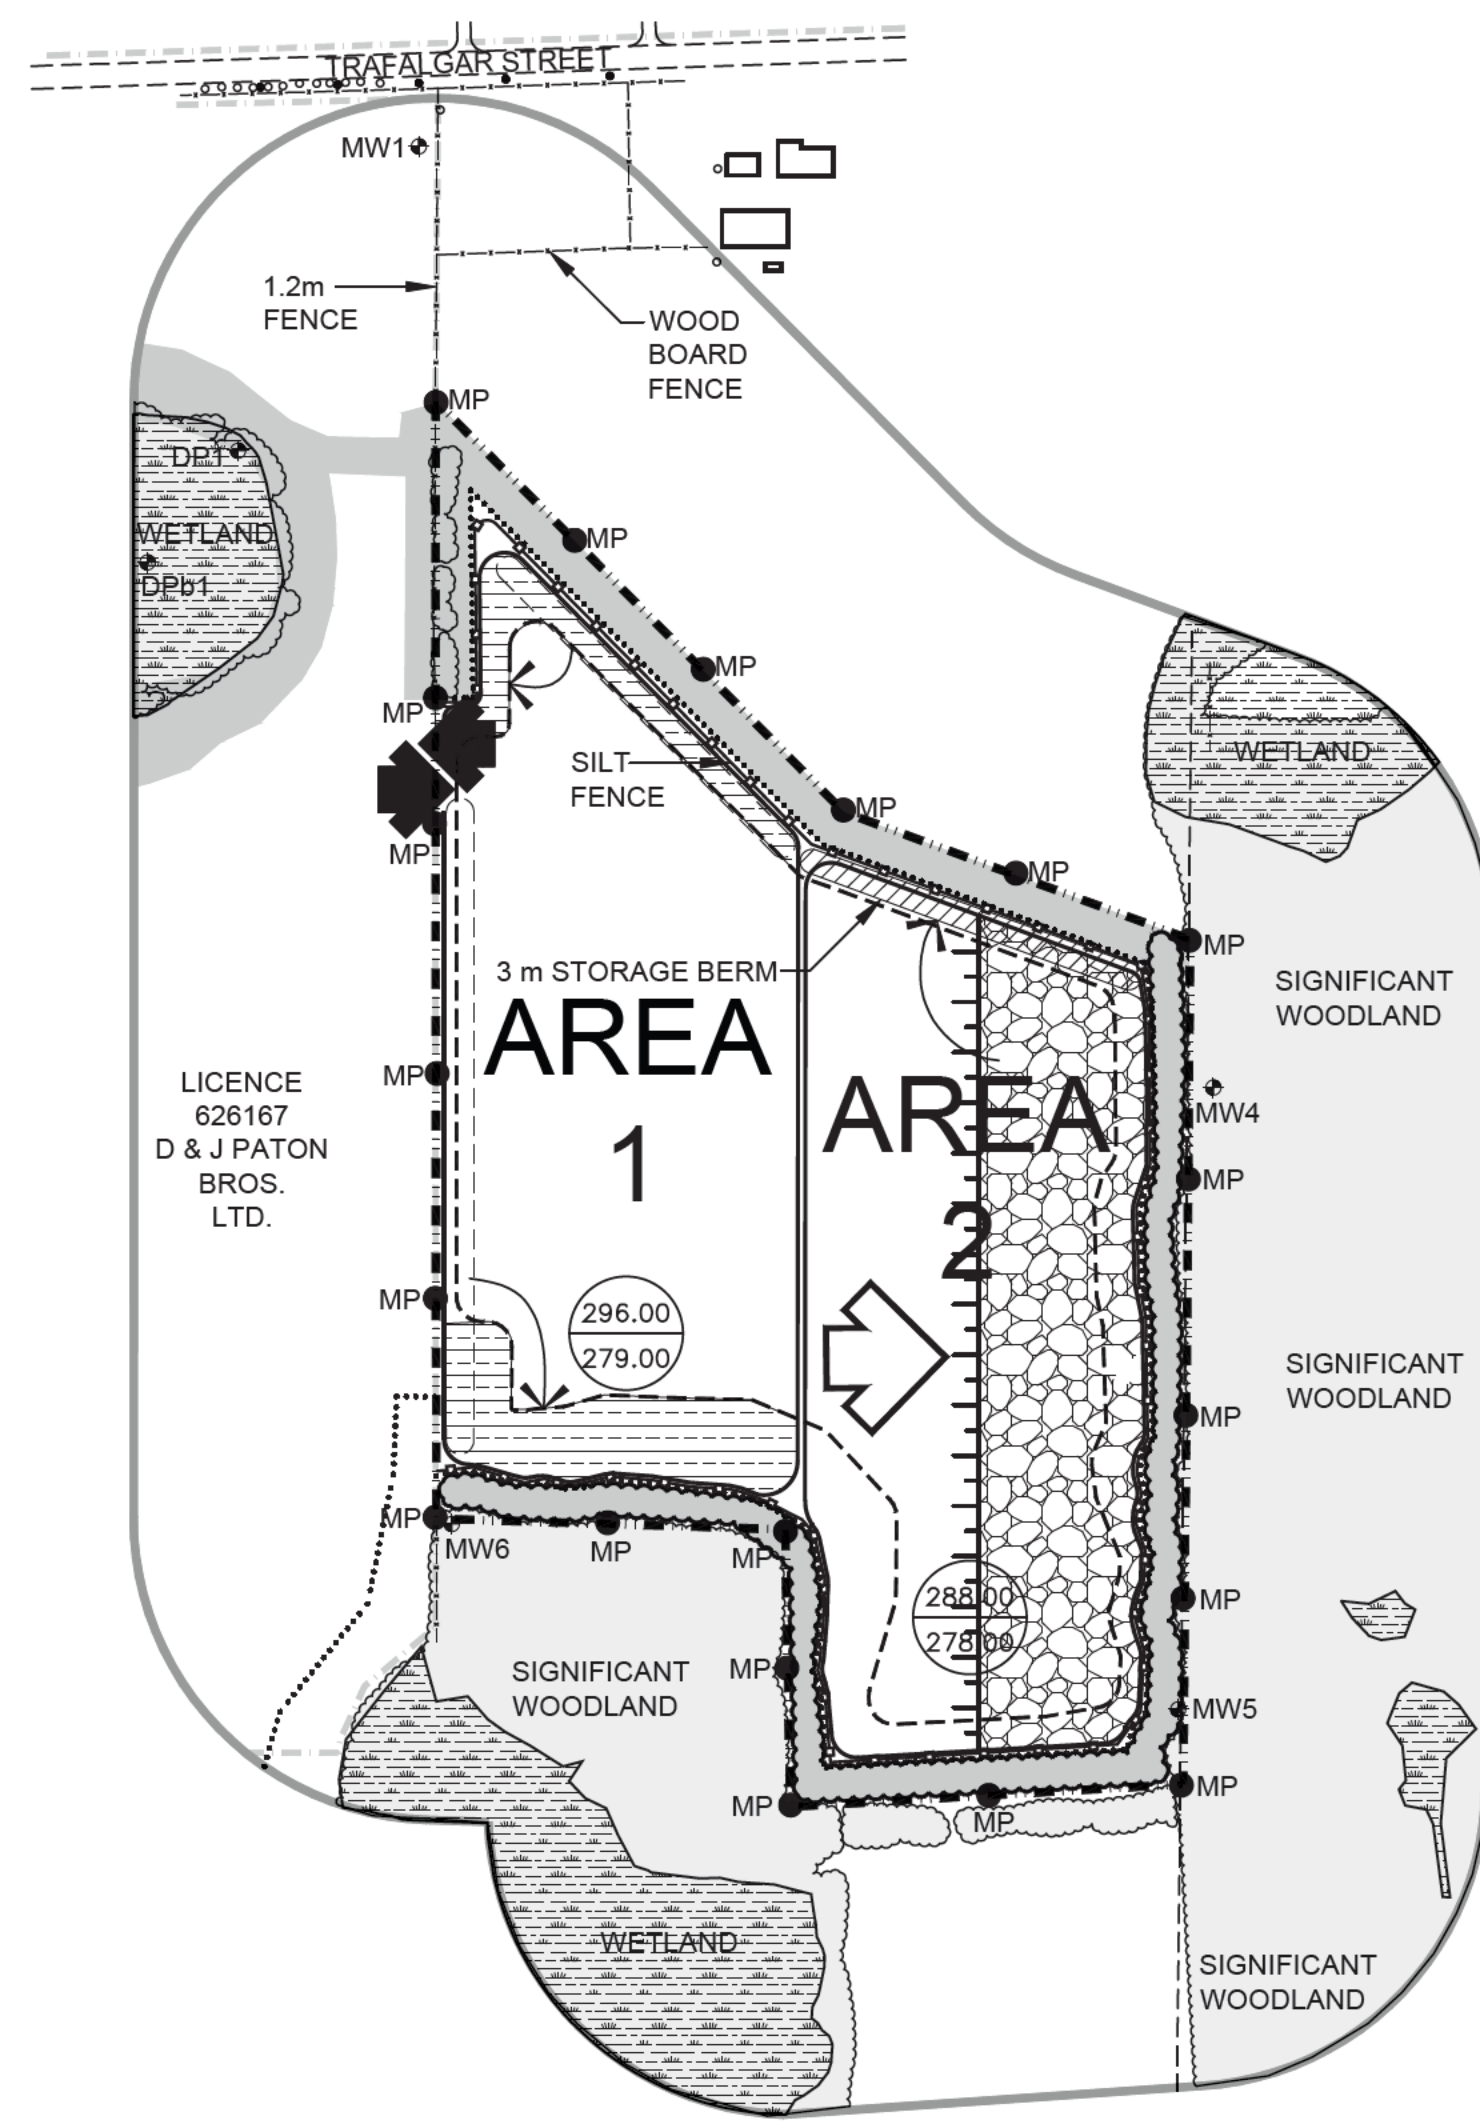 TRAFALGAR STREET
MW1
1.2m
FENCE
WOOD
BOARD
FENCE
MP
DP1
MP
WETLAND
DPb1
MP
MP
SILT
FENCE
WETLAND
MP
MP
MP
MP
3 m STORAGE BERM
SIGNIFICANT
WOODLAND
AREA
1
MP
LICENCE
626167
D & J PATON
BROS.
LTD.
AREA
2
MW4
MP
MP
296.00
279.00
SIGNIFICANT
WOODLAND
MP
MP
MW6
MP
MP
288.00
278.00
MP
SIGNIFICANT
WOODLAND
MP
MW5
MP
MP
MP
WETLAND
SIGNIFICANT
WOODLAND